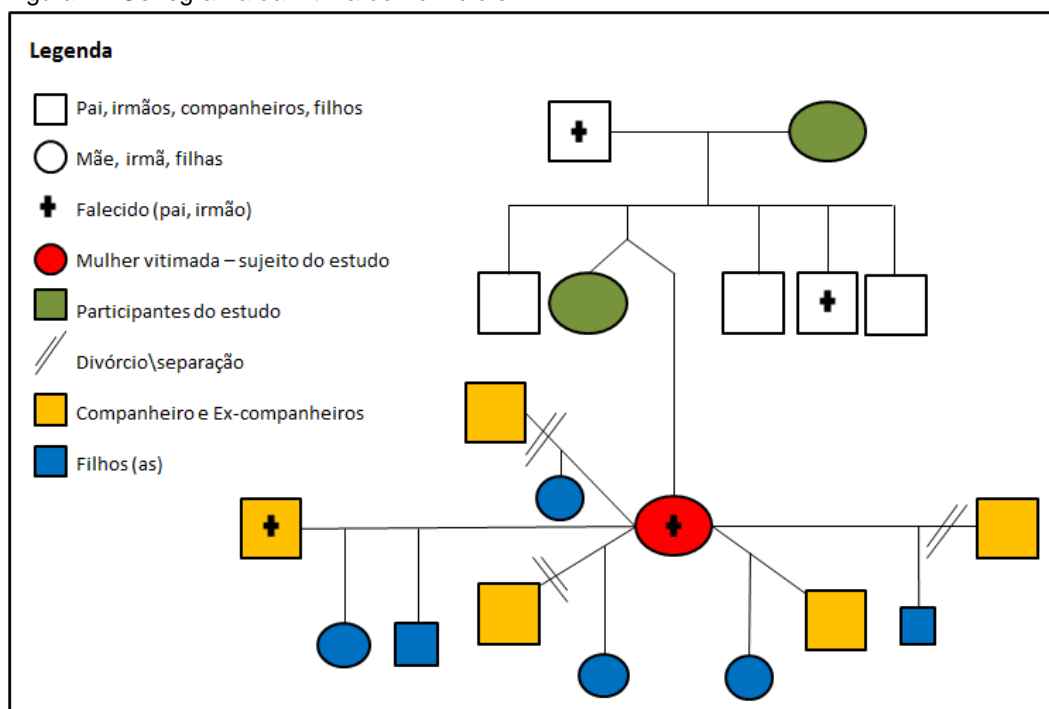 Legenda
Pai, irmãos, companheiros, filhos
Mãe, irmã, filhas
Falecido (pai, irmão)
Mulher vitimada – sujeito do estudo
Participantes do estudo
Divórcio\separação
Companheiro e Ex-companheiros
Filhos (as)